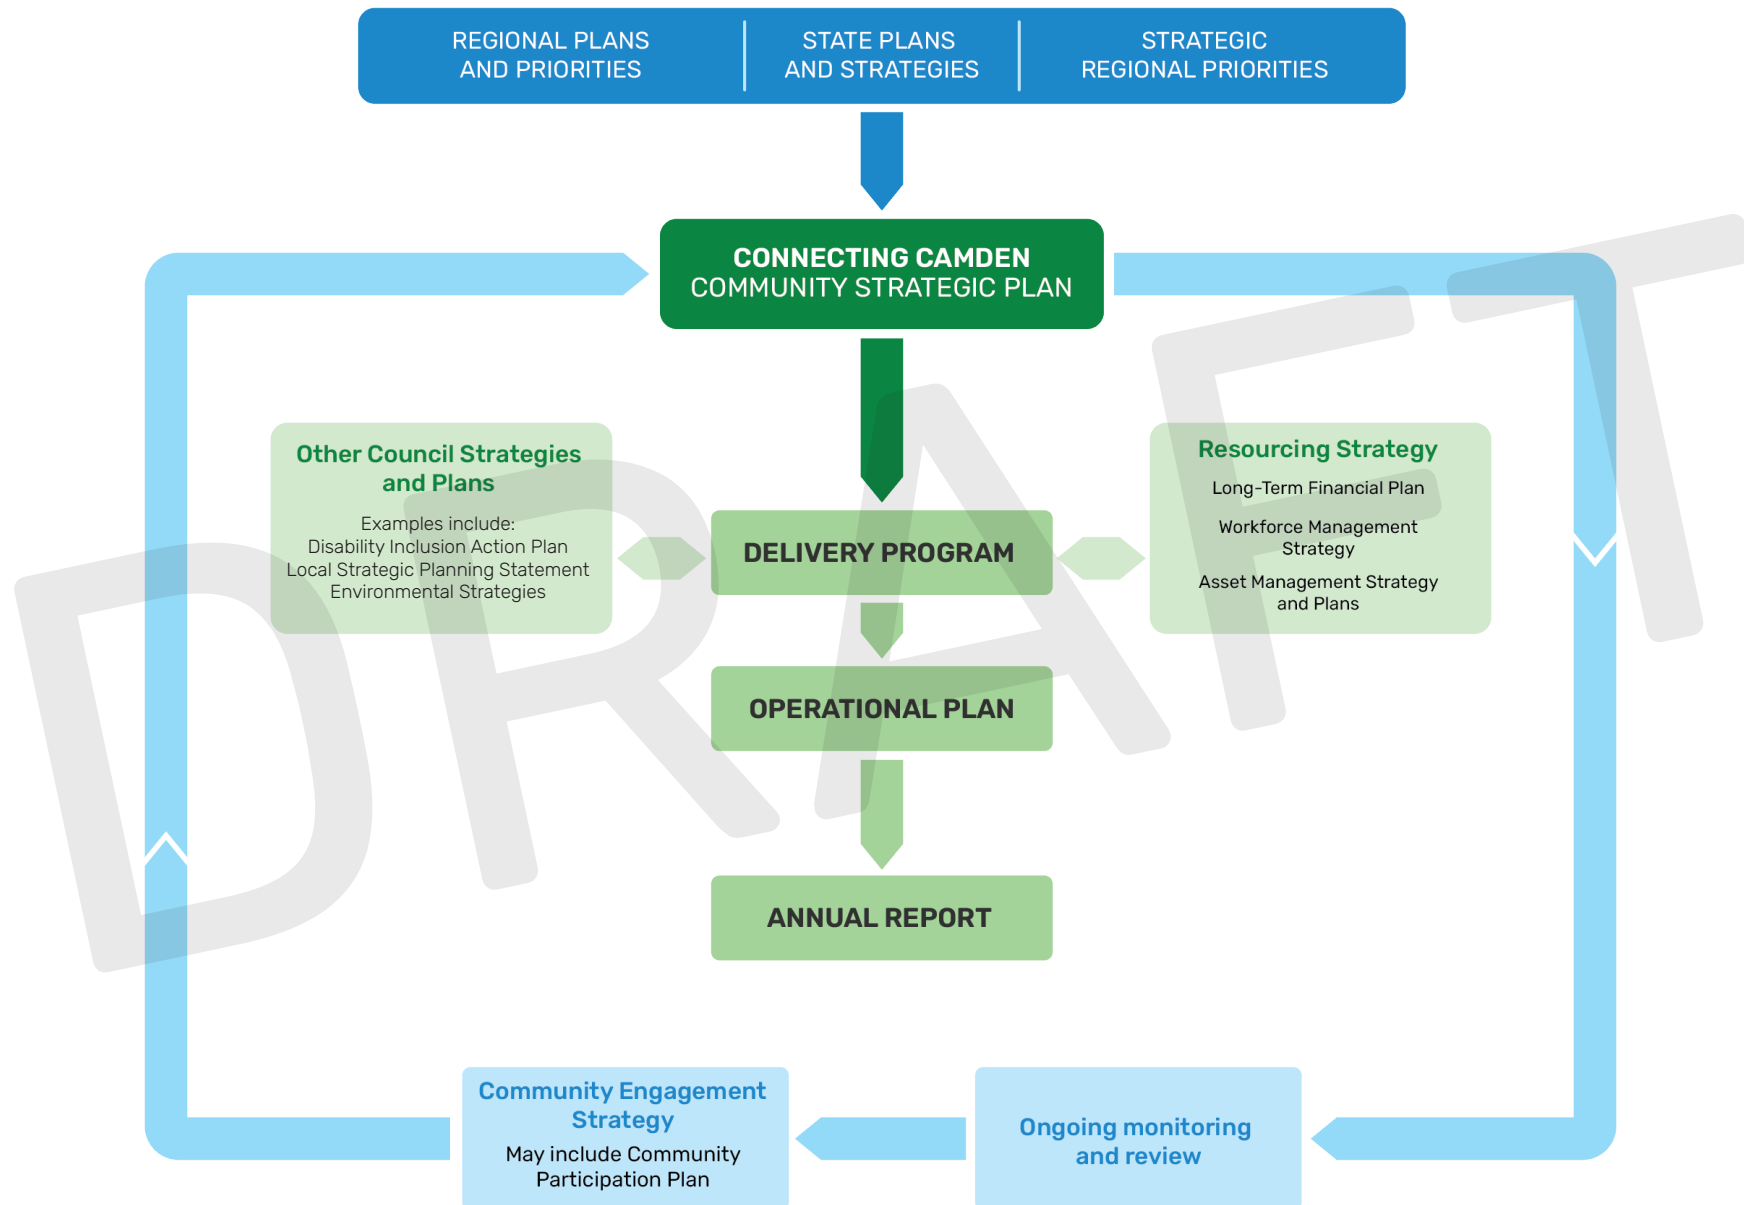 REGIONAL PLANS
AND PRIORITIES
STATE PLANS
AND STRATEGIES
STRATEGIC
REGIONAL PRIORITIES
CONNECTING CAMDEN
COMMUNITY STRATEGIC PLAN
Other Council Strategies
and Plans
Examples include:
Disability Inclusion Action Plan
Local Strategic Planning Statement
Environmental Strategies
DELIVERY PROGRAM
Resourcing Strategy
Long-Term Financial Plan
Workforce Management
Strategy
Asset Management Strategy
and Plans
OPERATIONAL PLAN
ANNUAL REPORT
Community Engagement
Strategy
May include Community
Participation Plan
Ongoing monitoring
and review
DRAFT